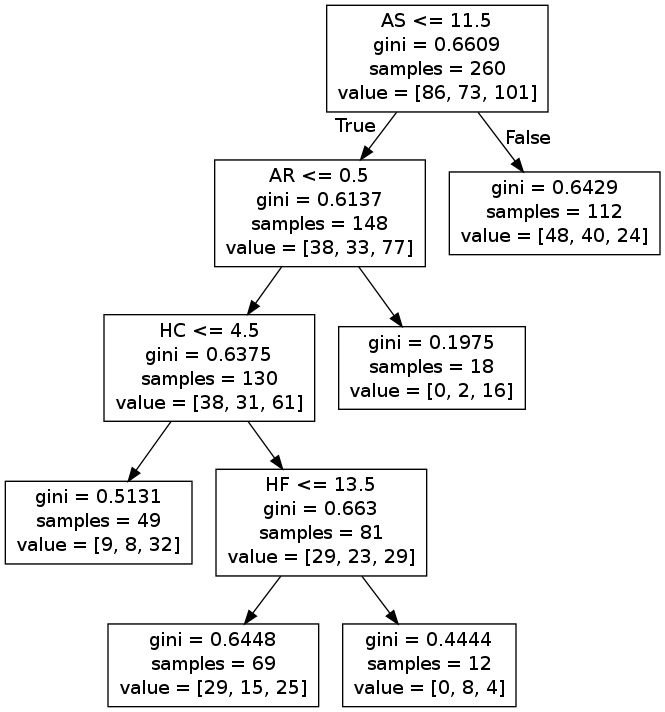 AS <= 11.5
gini = 0.6609
samples = 260
value = [86, 73, 101]
True
False
AR <= 0.5
gini = 0.6137
samples = 148
value = [38, 33, 77]
gini = 0.6429
samples = 112
value = [48, 40, 24]
HC <= 4.5
gini = 0.6375
samples = 130
value = [38, 31, 61]
gini = 0.1975
samples = 18
value = [0, 2, 16]
gini = 0.5131
samples = 49
value = [9, 8, 32]
HF <= 13.5
gini = 0.663
samples = 81
value = [29, 23, 29]
gini = 0.6448
samples = 69
value = [29, 15, 25]
gini = 0.4444
samples = 12
value = [0, 8, 4]